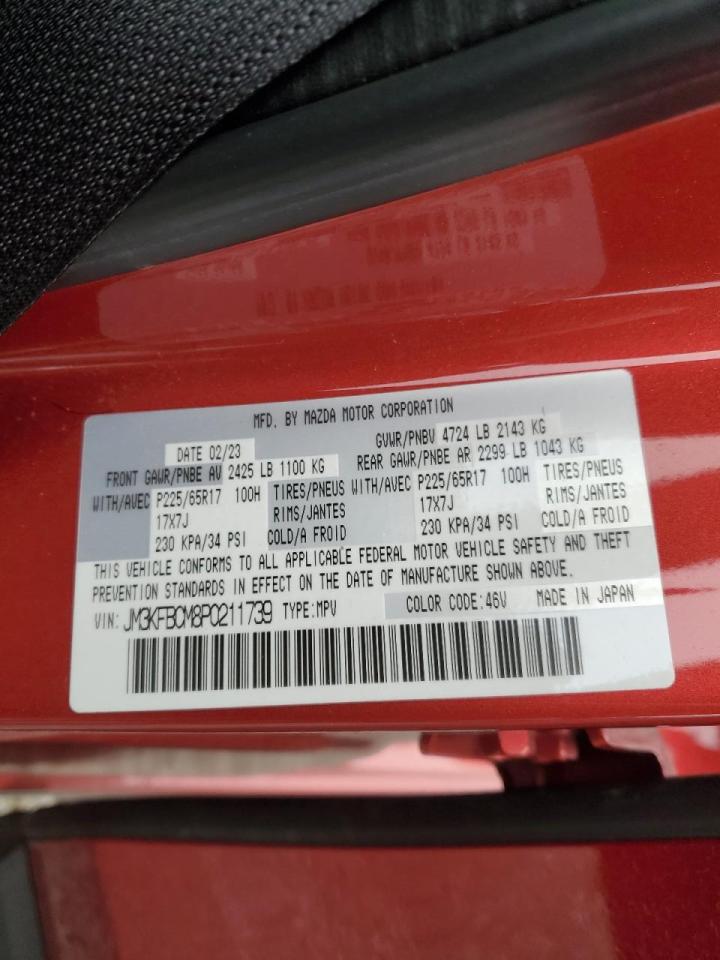 MFD. BY MAZDA MOTOR CORPORATION
DATE 02/23 GVWR/PNBV 4724 LB 2143 KG
FRONT GAWR/PNBE AV 2425 LB 1100 KG REAR GAWR/PNBE AR 2299 LB 1043 KG
WITH/AVEC P225/65R17 100H TIRES/PNEUS WITH/AVEC P225/65R17 100H TIRES/PNEUS
17X7J RIMS/JANTES 17X7J RIMS/JANTES
230 KPA/34 PSI COLD/A FROID 230 KPA/34 PSI COLD/A FROID
THIS VEHICLE CONFORMS TO ALL APPLICABLE FEDERAL MOTOR VEHICLE SAFETY AND THEFT
PREVENTION STANDARDS IN EFFECT ON THE DATE OF MANUFACTURE SHOWN ABOVE.
VIN: JM3KFBCM8P0211739 TYPE:MPV COLOR CODE:46V MADE IN JAPAN